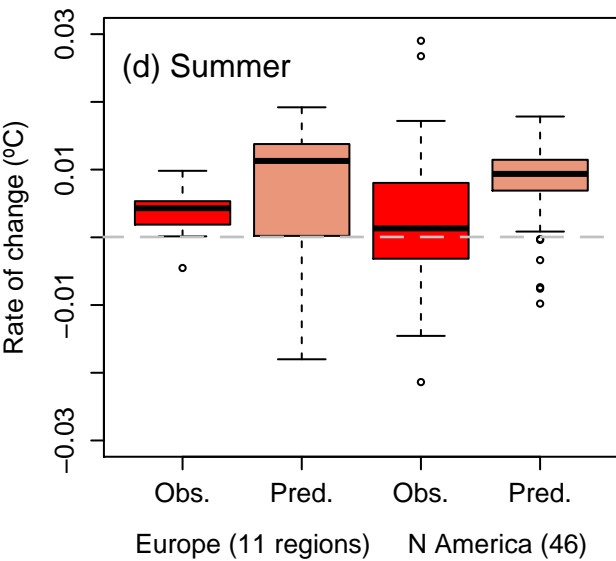 (d) Summer
Rate of change (ºC)
0.03
0.01
−0.01
−0.03
Obs. Pred. Obs. Pred.
Europe (11 regions) N America (46)